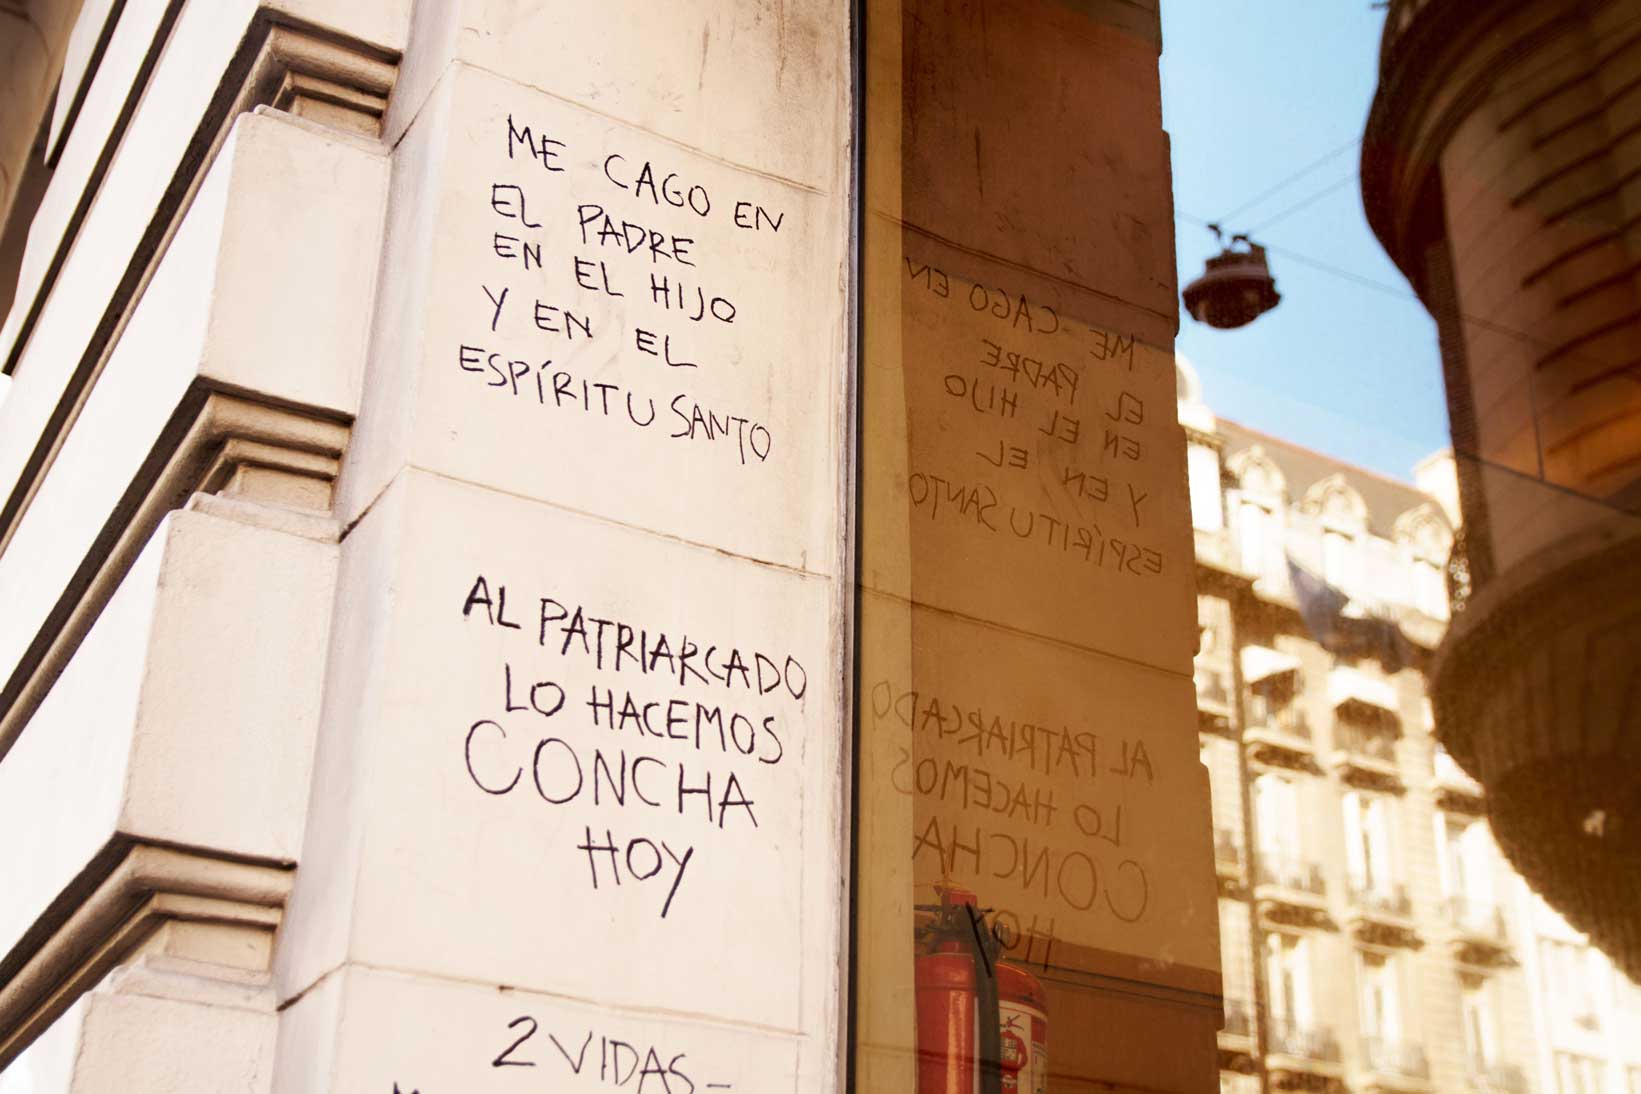 ME CAGO EN
EL PADRE
EN EL HIJO
Y EN EL
ESPÍRITU SANTO
AL PATRIARCADO
LO HACEMOS
CONCHA
HOY
2 VIDAS-